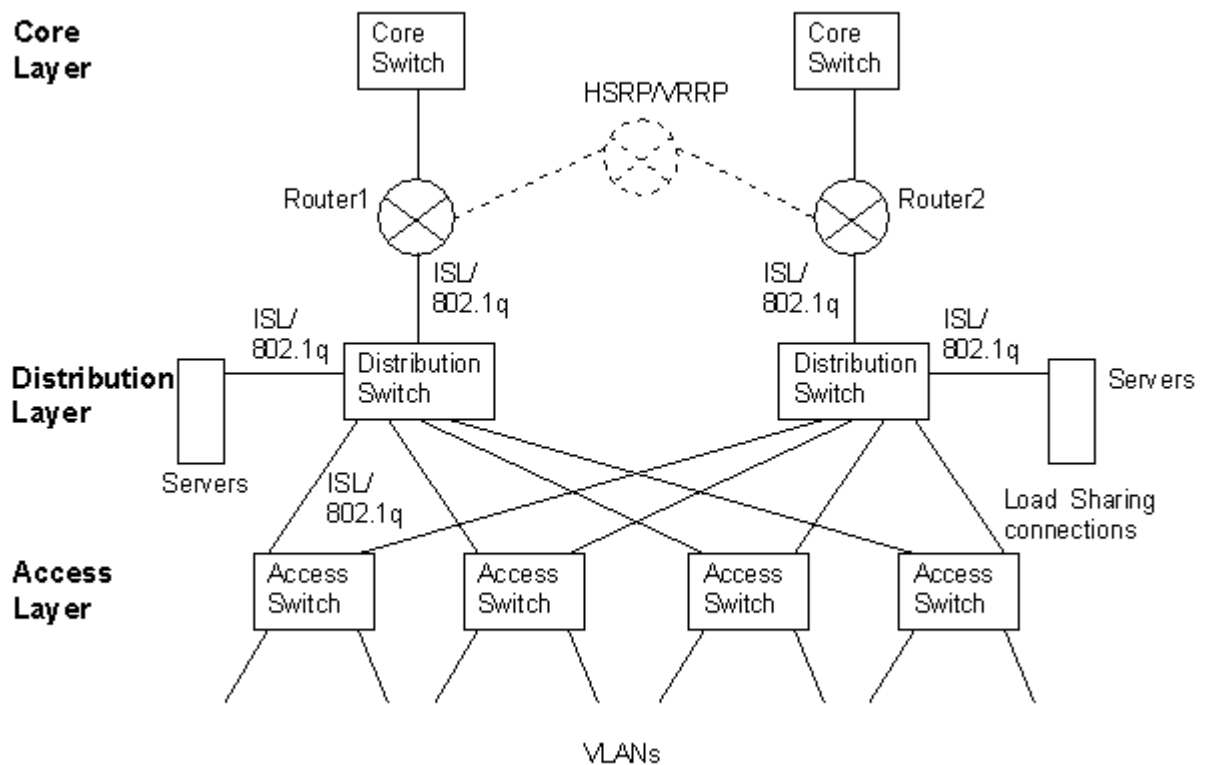 Core
Layer
Core
Switch
Core
Switch
HSRP/VRRP
Router1
Router2
ISL/
802.1q
ISL/
802.1q
ISL/
802.1q
ISL/
802.1q
Distribution
Layer
Distribution
Switch
Distribution
Switch
Servers
Servers
ISL/
802.1q
Load Sharing
connections
Access
Layer
Access
Switch
Access
Switch
Access
Switch
Access
Switch
VLANs